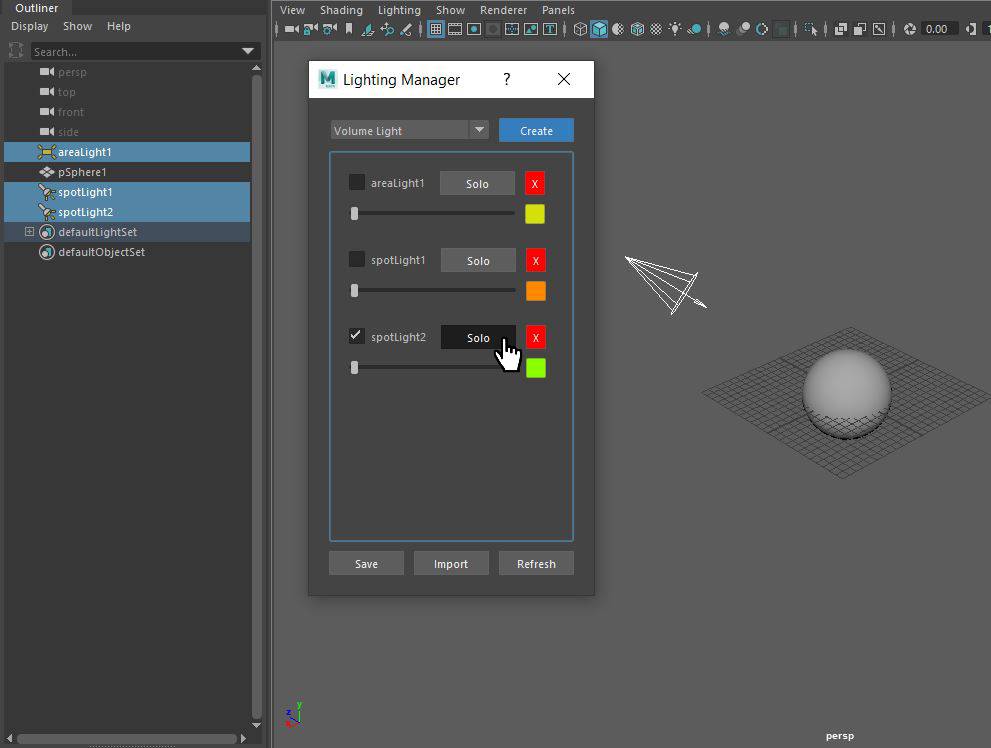 Outliner
Display Show Help
Search...
persp
top
front
side
areaLight1
pSphere1
spotLight1
spotLight2
defaultLightSet
defaultObjectSet
View Shading Lighting Show Renderer Panels
0.00
Lighting Manager ?
Volume Light Create
areaLight1 Solo X
spotLight1 Solo X
spotLight2 Solo X
Save Import Refresh
y
z
x
persp